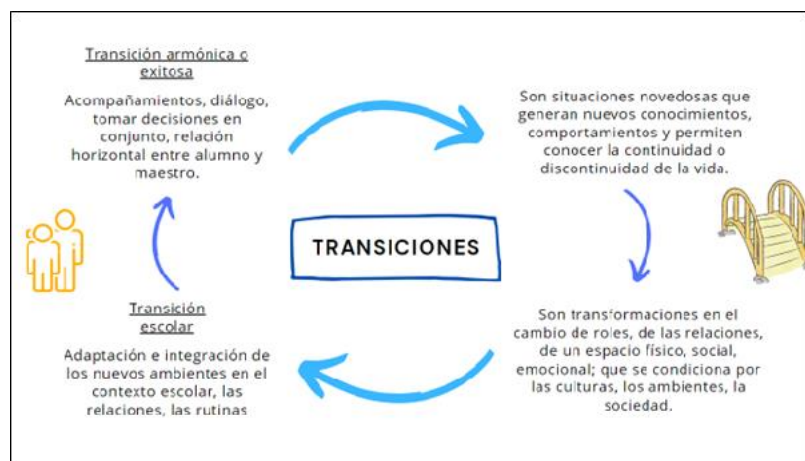 Transición armónica o
exitosa
Acompañamientos, diálogo,
tomar decisiones en
conjunto, relación
horizontal entre alumno y
maestro.
Son situaciones novedosas que
generan nuevos conocimientos,
comportamientos y permiten
conocer la continuidad o
discontinuidad de la vida.
TRANSICIONES
Transición
escolar
Adaptación e integración de
los nuevos ambientes en el
contexto escolar, las
relaciones, las rutinas
Son transformaciones en el
cambio de roles, de las relaciones,
de un espacio físico, social,
emocional; que se condiciona por
las culturas, los ambientes, la
sociedad.